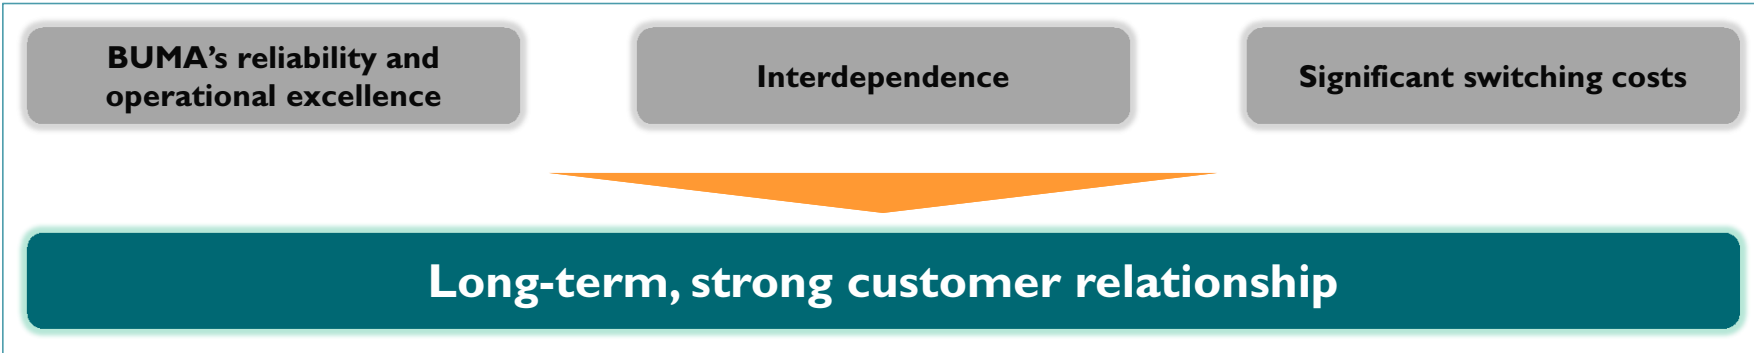 BUMA’s reliability and
operational excellence
Interdependence
Significant switching costs
Long-term, strong customer relationship